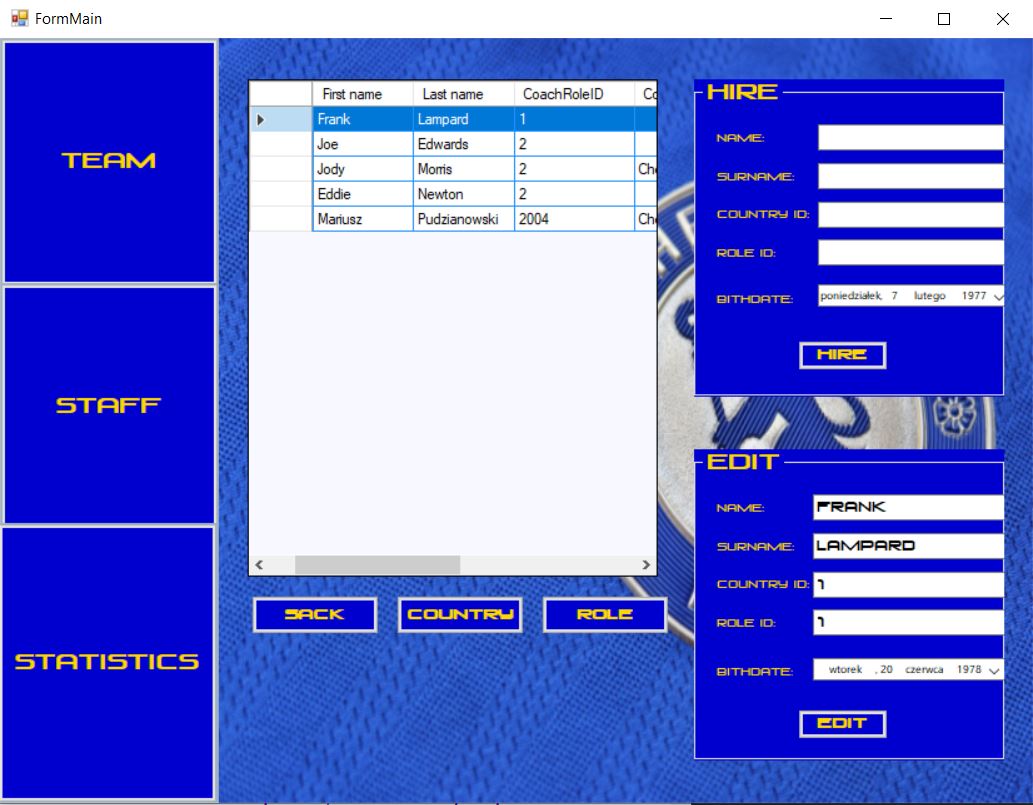 FormMain
TEAM
STAFF
STATISTICS
First name Last name CoachRoleID
Frank Lampard 1
Joe Edwards 2
Jody Morris 2
Eddie Newton 2
Mariusz Pudzianowski 2004
SACK COUNTRY ROLE
HIRE
NAME:
SURNAME:
COUNTRY ID:
ROLE ID:
BITHDATE: poniedziałek, 7 lutego 1977
HIRE
EDIT
NAME: FRANK
SURNAME: LAMPARD
COUNTRY ID: 1
ROLE ID: 1
BITHDATE: wtorek , 20 czerwca 1978
EDIT